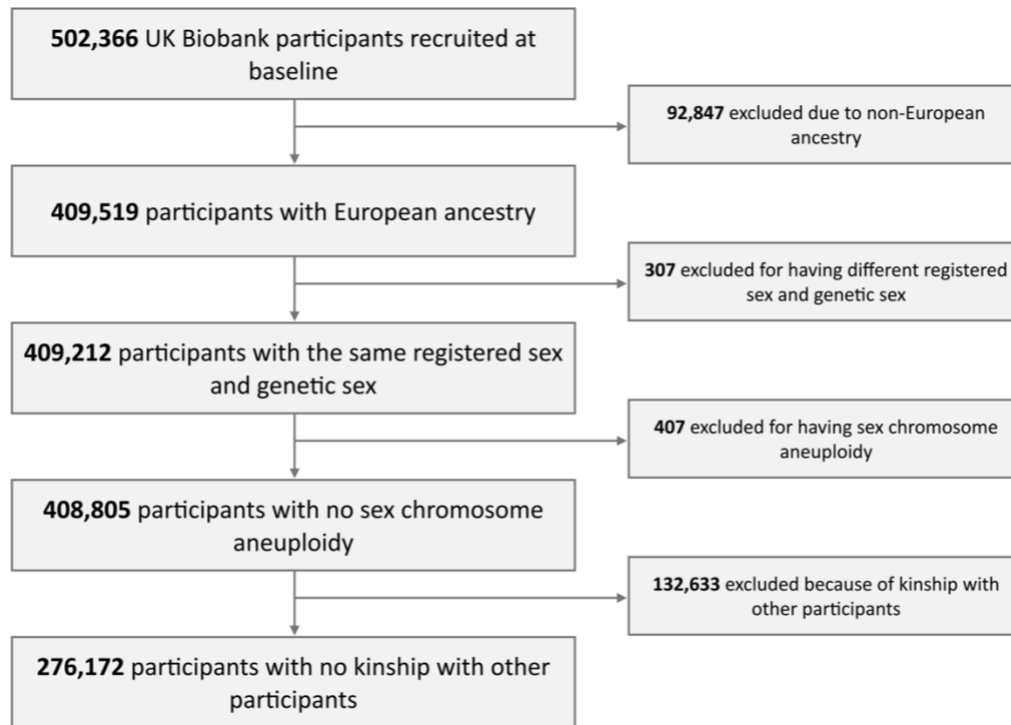 502,366 UK Biobank participants recruited at
baseline
92,847 excluded due to non-European
ancestry
409,519 participants with European ancestry
307 excluded for having different registered
sex and genetic sex
409,212 participants with the same registered sex
and genetic sex
407 excluded for having sex chromosome
aneuploidy
408,805 participants with no sex chromosome
aneuploidy
132,633 excluded because of kinship with
other participants
276,172 participants with no kinship with other
participants